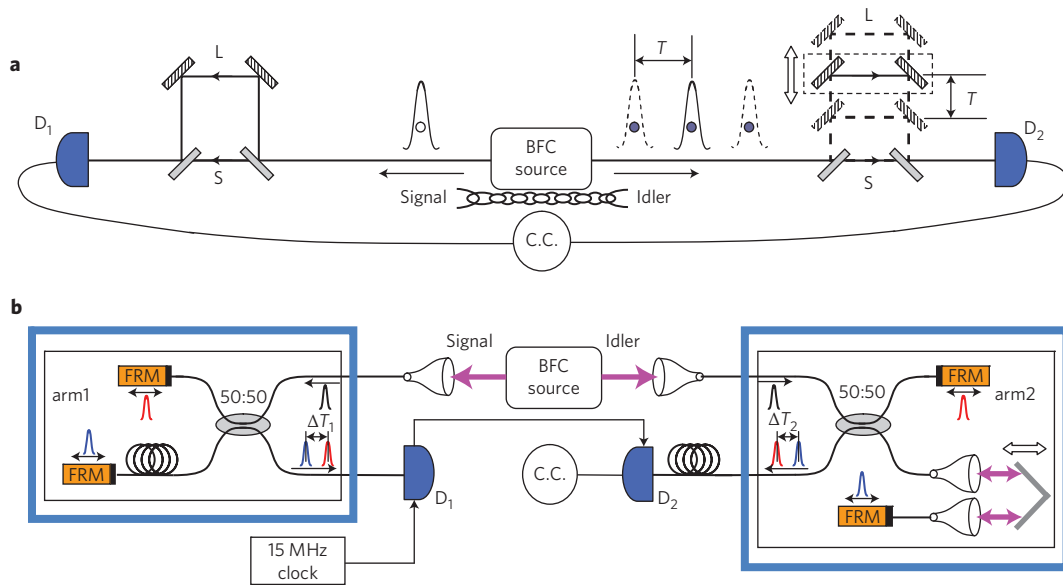 a
L
T
L
T
D1
D2
S
BFC
source
S
Signal
Idler
C.C.
b
Signal
BFC
source
Idler
FRM
arm1
50:50
ΔT1
FRM
D1
15 MHz
clock
C.C.
D2
ΔT2
50:50
FRM
arm2
FRM